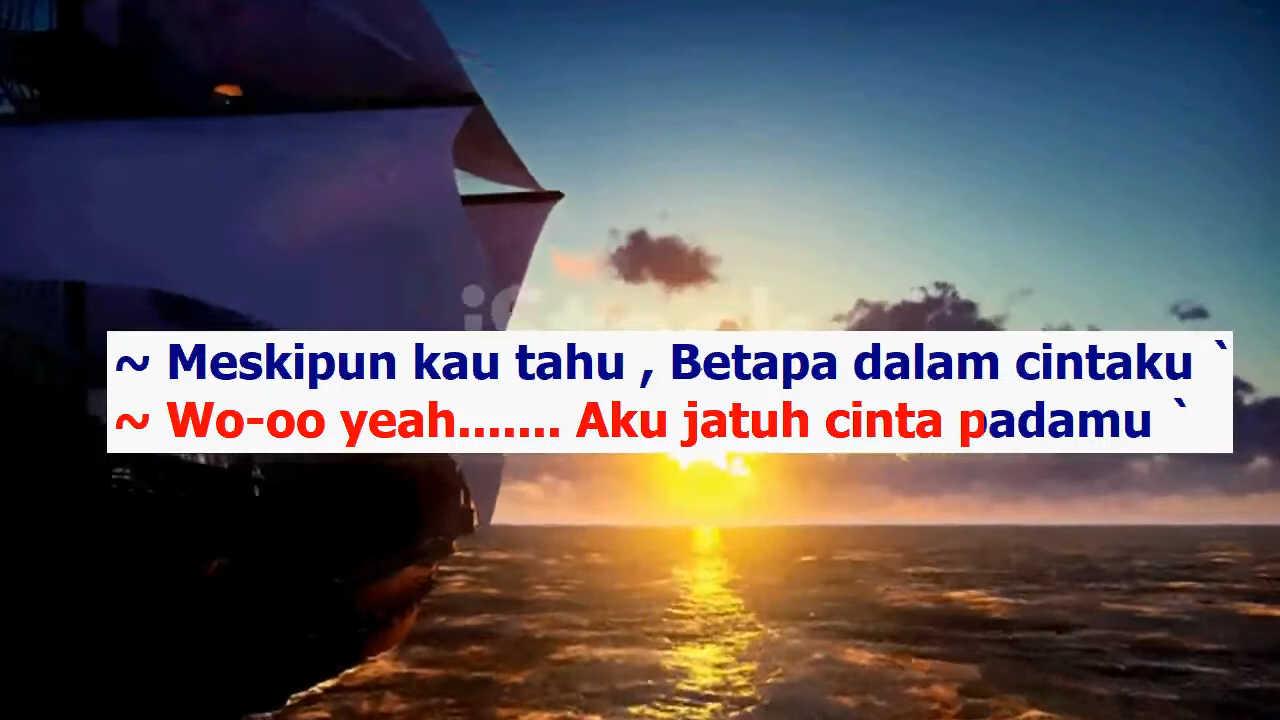 ~ Meskipun kau tahu , Betapa dalam cintaku `
~ Wo-oo yeah....... Aku jatuh cinta padamu `